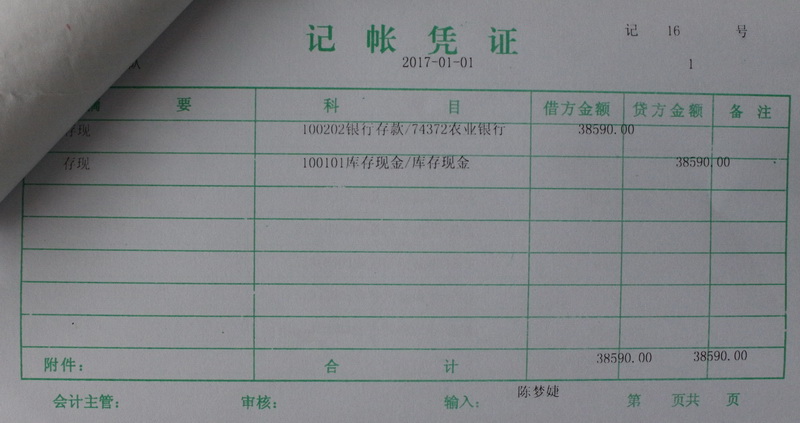 记帐凭证
记 16 号
2017-01-01 1
要 科目 借方金额 贷方金额 备注
存现 100202银行存款/74372农业银行 38590.00
存现 100101库存现金/库存现金 38590.00
附件： 合计 38590.00 38590.00
会计主管： 审核： 输入： 陈梦婕 第 页共 页